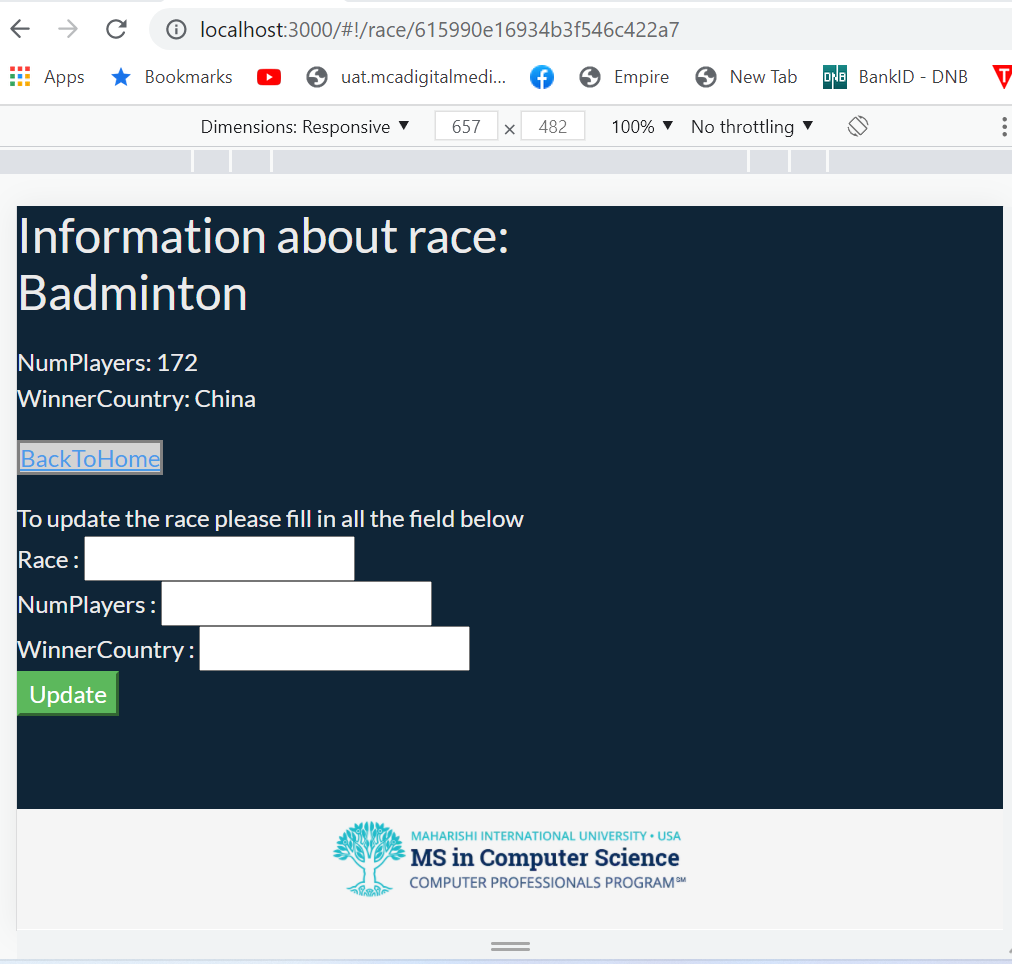 localhost:3000/#!/race/615990e16934b3f546c422a7
Apps Bookmarks uat.mcadigitalmedi... Empire New Tab DNB BankID - DNB T
Dimensions: Responsive ▼ 657 × 482 100% ▼ No throttling ▼
Information about race:
Badminton
NumPlayers: 172
WinnerCountry: China
BackToHome
To update the race please fill in all the field below
Race :
NumPlayers :
WinnerCountry :
Update
MAHARISHI INTERNATIONAL UNIVERSITY • USA
MS in Computer Science
COMPUTER PROFESSIONALS PROGRAM℠